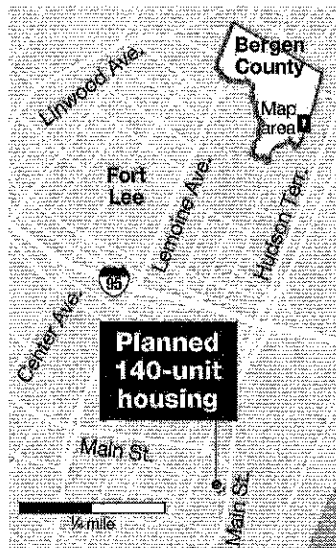 Linwood Ave.
Bergen
County
Map
area
Fort
Lee
Lemoine Ave.
Hudson Terr.
95
Center Ave.
Planned
140-unit
housing
Main St.
Main St.
¼ mile